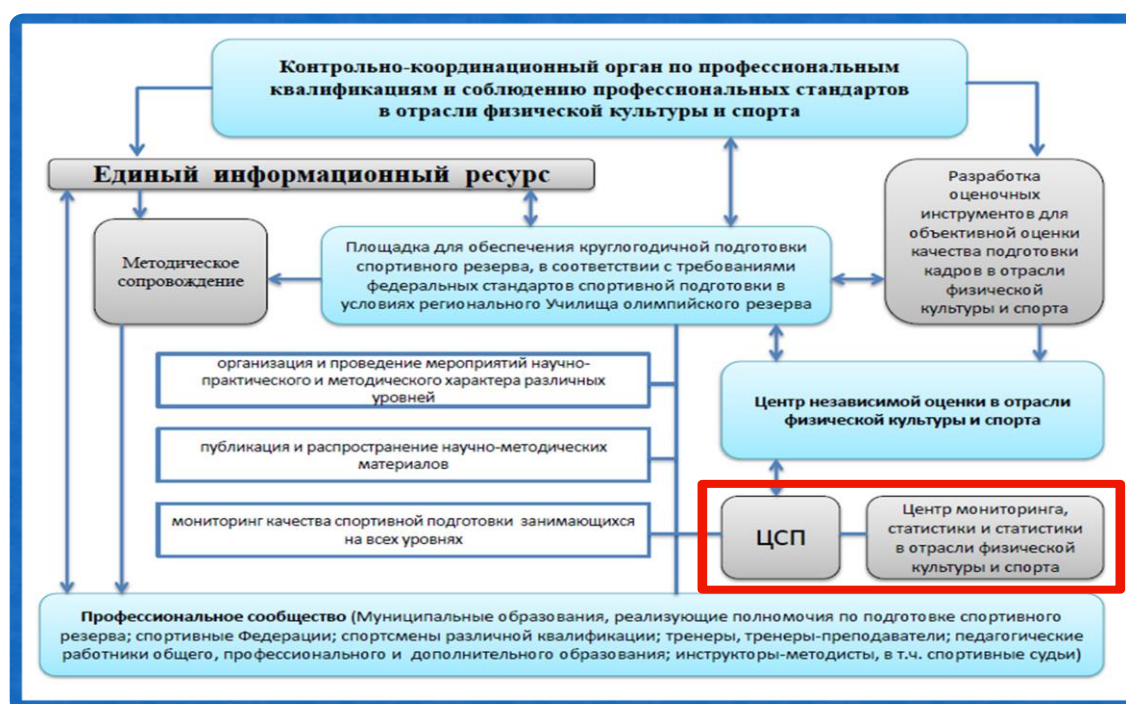 Контрольно-координационный орган по профессиональным
квалификациям и соблюдению профессиональных стандартов
в отрасли физической культуры и спорта
Единый информационный ресурс
Методическое
сопровождение
Площадка для обеспечения круглогодичной подготовки
спортивного резерва, в соответствии с требованиями
федеральных стандартов спортивной подготовки в
условиях регионального Училища олимпийского резерва
Разработка
оценочных
инструментов для
объективной оценки
качества подготовки
кадров в отрасли
физической
культуры и спорта
организация и проведение мероприятий научно-
практического и методического характера различных
уровней
публикация и распространение научно-методических
материалов
мониторинг качества спортивной подготовки занимающихся
на всех уровнях
Центр независимой оценки в отрасли
физической культуры и спорта
ЦСП
Центр мониторинга,
статистики и статистики
в отрасли физической
культуры и спорта
Профессиональное сообщество (Муниципальные образования, реализующие полномочия по подготовке спортивного
резерва; спортивные Федерации; спортсмены различной квалификации; тренеры, тренеры-преподаватели; педагогические
работники общего, профессионального и дополнительного образования; инструкторы-методисты, в т.ч. спортивные судьи)